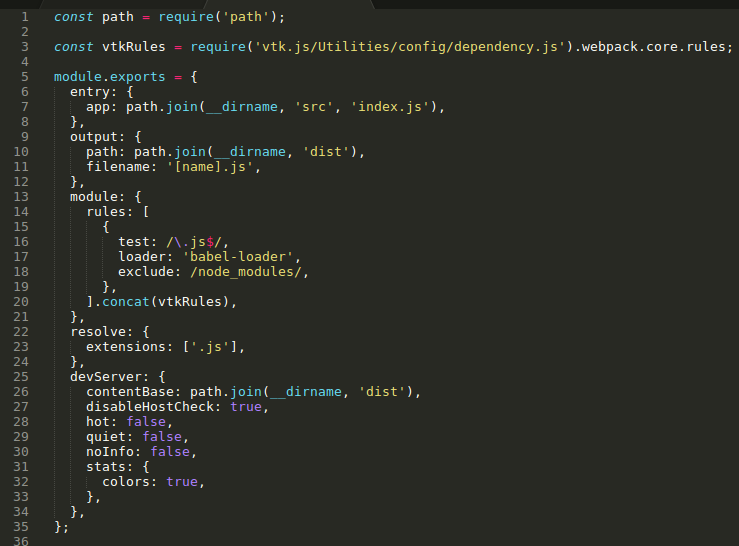 1 const path = require('path');
2
3 const vtkRules = require('vtk.js/Utilities/config/dependency.js').webpack.core.rules;
4
5 module.exports = {
6   entry: {
7     app: path.join(__dirname, 'src', 'index.js'),
8   },
9   output: {
10     path: path.join(__dirname, 'dist'),
11     filename: '[name].js',
12   },
13   module: {
14     rules: [
15       {
16         test: /\.js$/,
17         loader: 'babel-loader',
18         exclude: /node_modules/,
19       },
20     ].concat(vtkRules),
21   },
22   resolve: {
23     extensions: ['.js'],
24   },
25   devServer: {
26     contentBase: path.join(__dirname, 'dist'),
27     disableHostCheck: true,
28     hot: false,
29     quiet: false,
30     noInfo: false,
31     stats: {
32       colors: true,
33     },
34   },
35 };
36